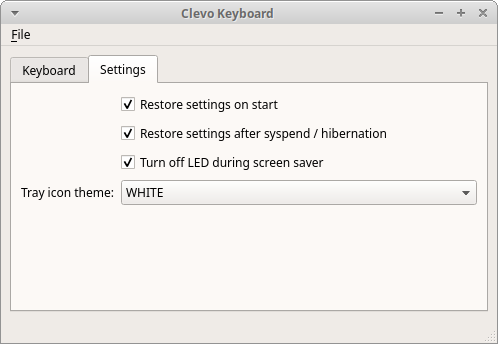 Clevo Keyboard
File
Keyboard Settings
Restore settings on start
Restore settings after syspend / hibernation
Turn off LED during screen saver
Tray icon theme: WHITE